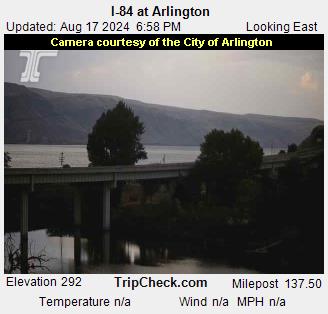 I-84 at Arlington
Updated: Aug 17 2024 6:58 PM Looking East
Camera courtesy of the City of Arlington
Elevation 292 TripCheck.com Milepost 137.50
Temperature n/a Wind n/a MPH n/a